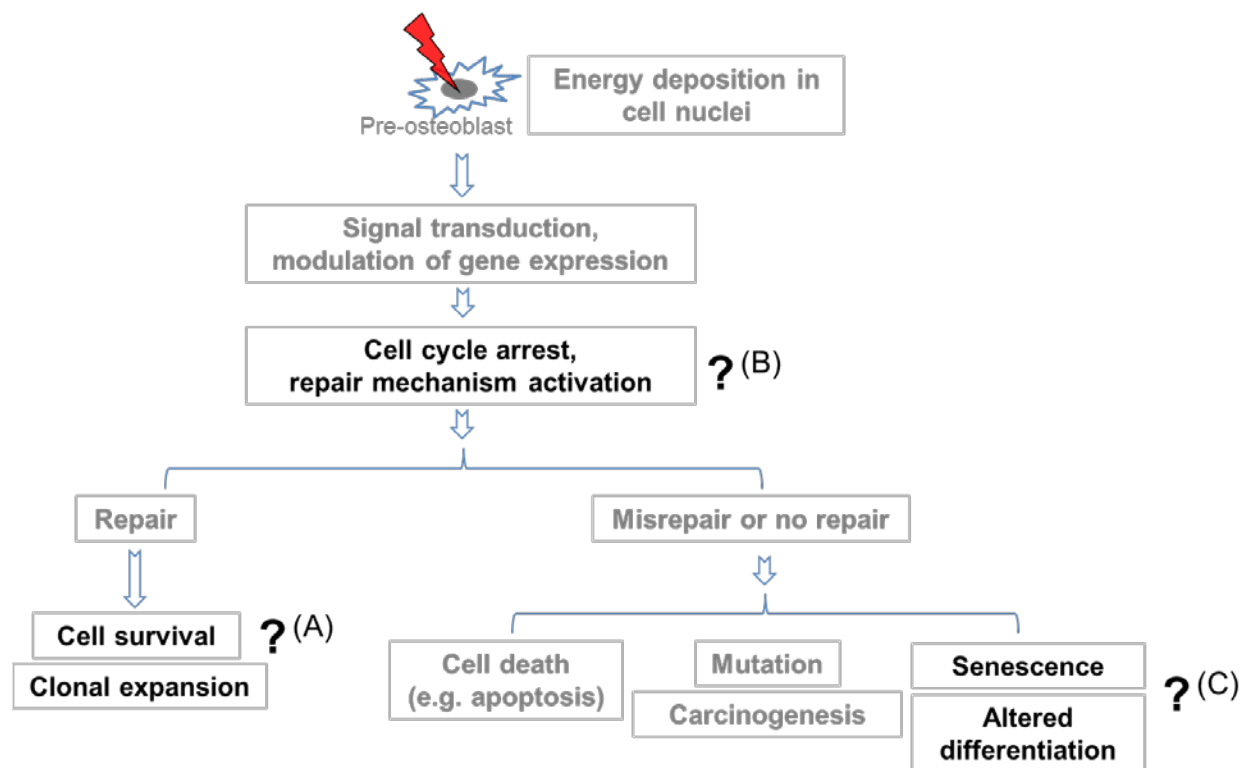 Energy deposition in
cell nuclei
Pre-osteoblast
Signal transduction,
modulation of gene expression
Cell cycle arrest,
repair mechanism activation
? (B)
Repair
Misrepair or no repair
Cell survival
? (A)
Clonal expansion
Cell death
(e.g. apoptosis)
Mutation
Carcinogenesis
Senescence
? (C)
Altered
differentiation